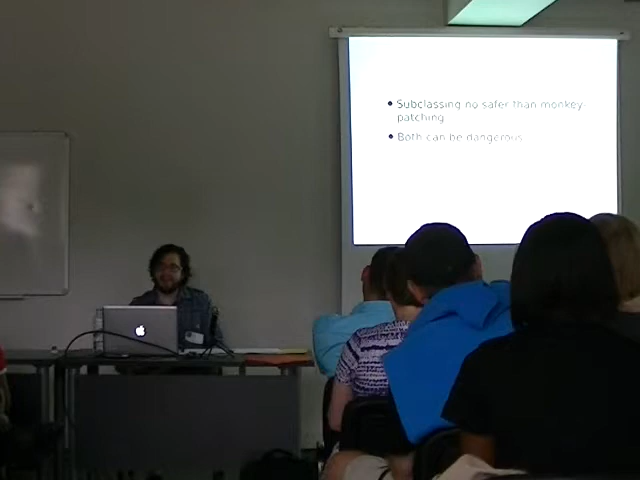 Subclassing no safer than monkey-
patching
Both can be dangerous